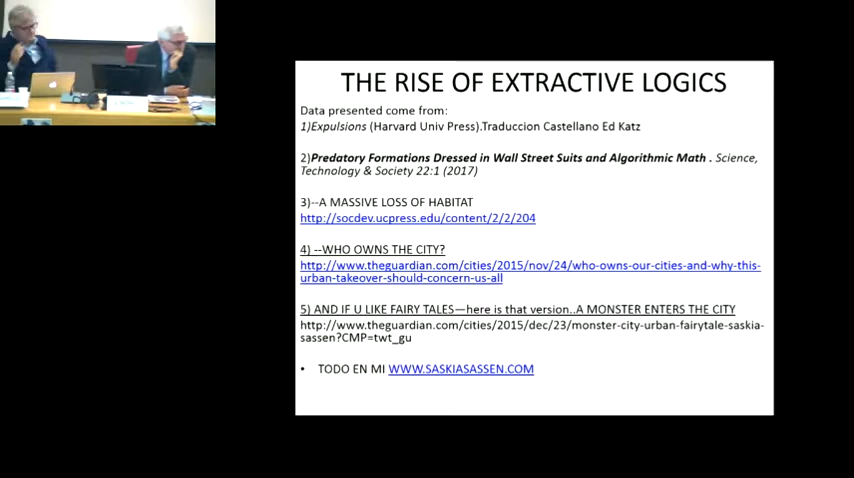 THE RISE OF EXTRACTIVE LOGICS
Data presented come from:
1)Expulsions (Harvard Univ Press).Traduccion Castellano Ed Katz
2)Predatory Formations Dressed in Wall Street Suits and Algorithmic Math . Science,
Technology & Society 22:1 (2017)
3)--A MASSIVE LOSS OF HABITAT
http://socdev.ucpress.edu/content/2/2/204
4) --WHO OWNS THE CITY?
http://www.theguardian.com/cities/2015/nov/24/who-owns-our-cities-and-why-this-
urban-takeover-should-concern-us-all
5) AND IF U LIKE FAIRY TALES—here is that version..A MONSTER ENTERS THE CITY
http://www.theguardian.com/cities/2015/dec/23/monster-city-urban-fairytale-saskia-
sassen?CMP=twt_gu
• TODO EN MI WWW.SASKIASASSEN.COM